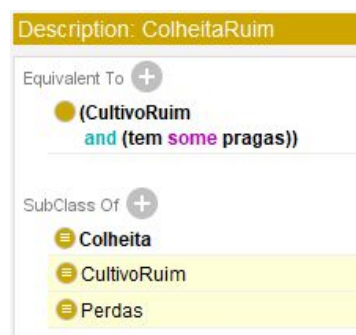 Description: ColheitaRuim
Equivalent To
(CultivoRuim
and (tem some pragas))
SubClass Of
Colheita
CultivoRuim
Perdas